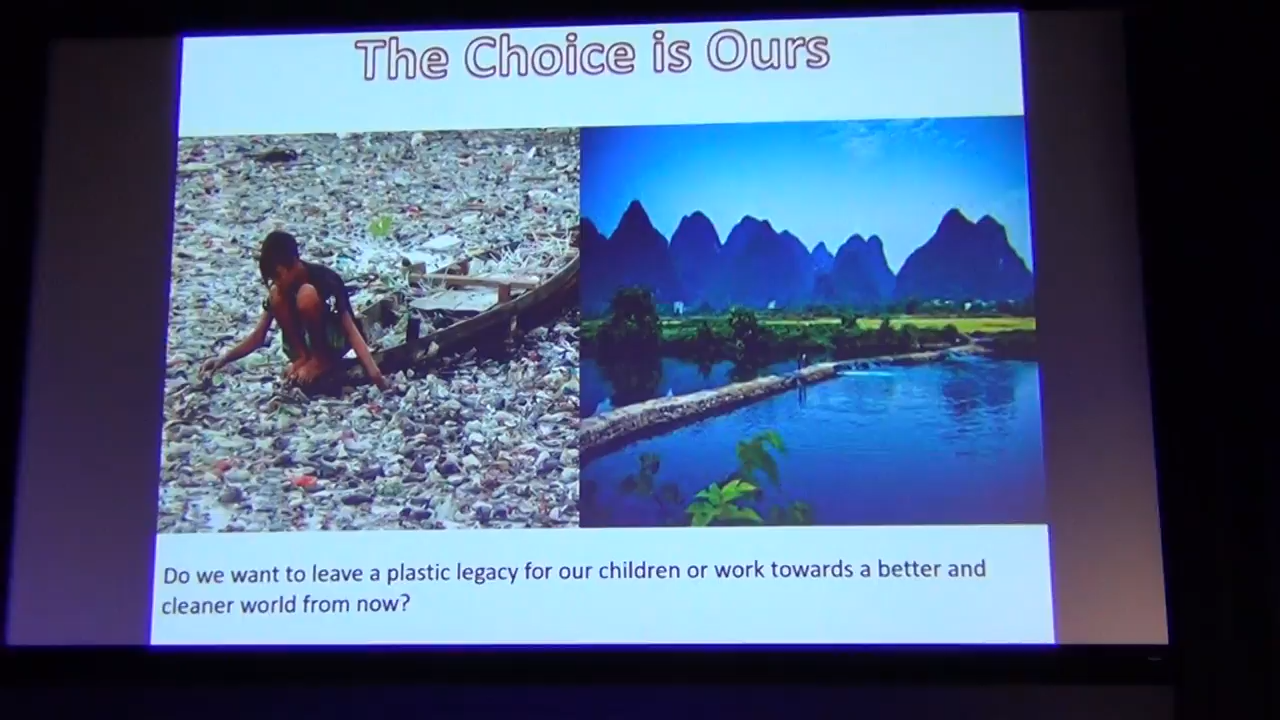 The Choice is Ours
Do we want to leave a plastic legacy for our children or work towards a better and
cleaner world from now?